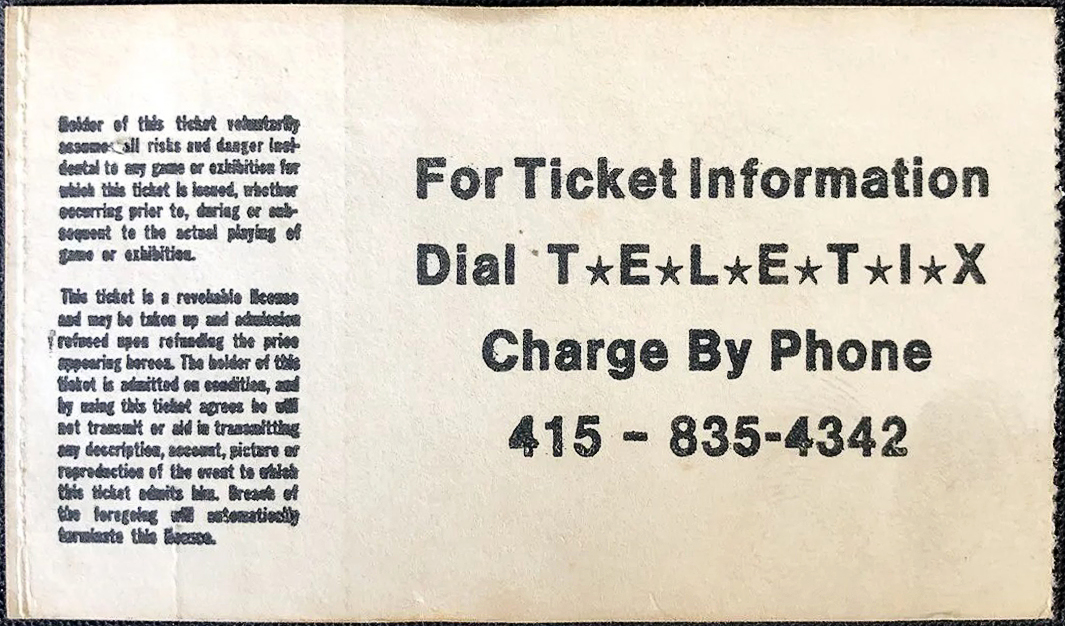 Holder of this ticket voluntarily
assumes all risks and danger inci-
dental to any game or exhibition for
which this ticket is issued, whether
occurring prior to, during or sub-
sequent to the actual playing of
game or exhibition.
This ticket is a revokable license
and may be taken up and admission
refused upon refunding the price
appearing hereon. The holder of this
ticket is admitted on condition, and
by using this ticket agrees he will
not transmit or aid in transmitting
any description, account, picture or
reproduction of the event to which
this ticket admits him. Breach of
the foregoing will automatically
terminate this license.
For Ticket Information
Dial T★E★L★E★T★I★X
Charge By Phone
415 - 835-4342